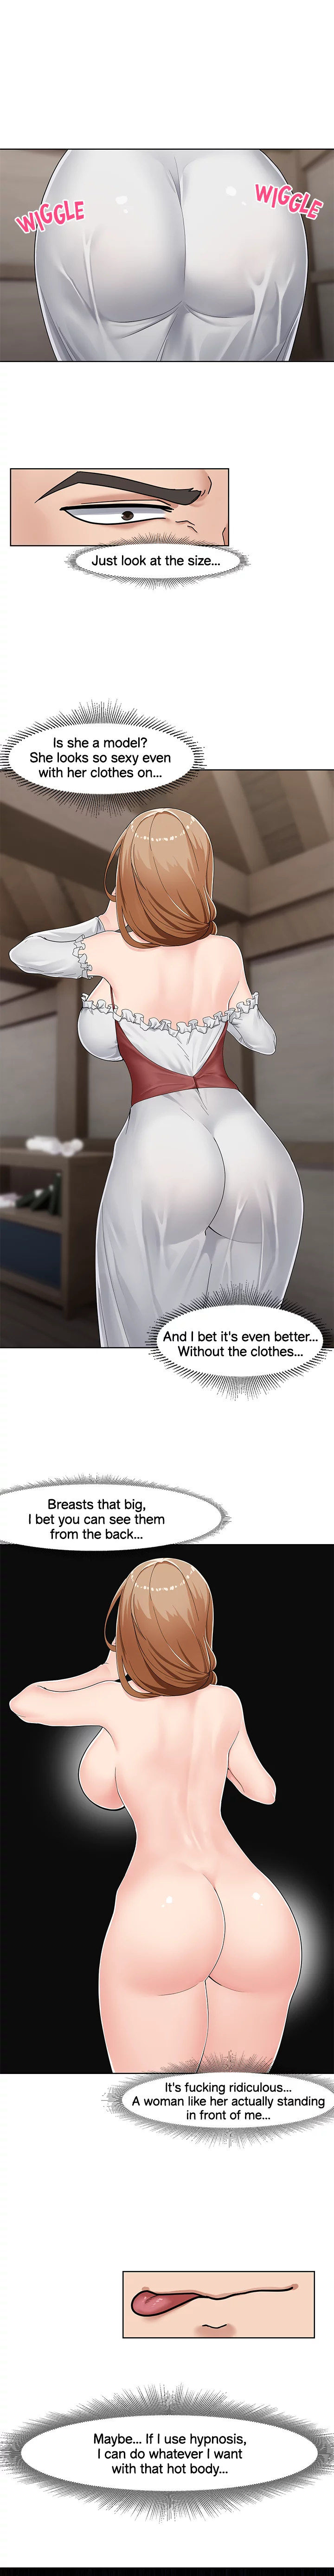 WIGGLE
WIGGLE
Just look at the size...
Is she a model?
She looks so sexy even
with her clothes on...
And I bet it's even better...
Without the clothes...
Breasts that big,
I bet you can see them
from the back...
It's fucking ridiculous...
A woman like her actually standing
in front of me...
Maybe... If I use hypnosis,
I can do whatever I want
with that hot body...